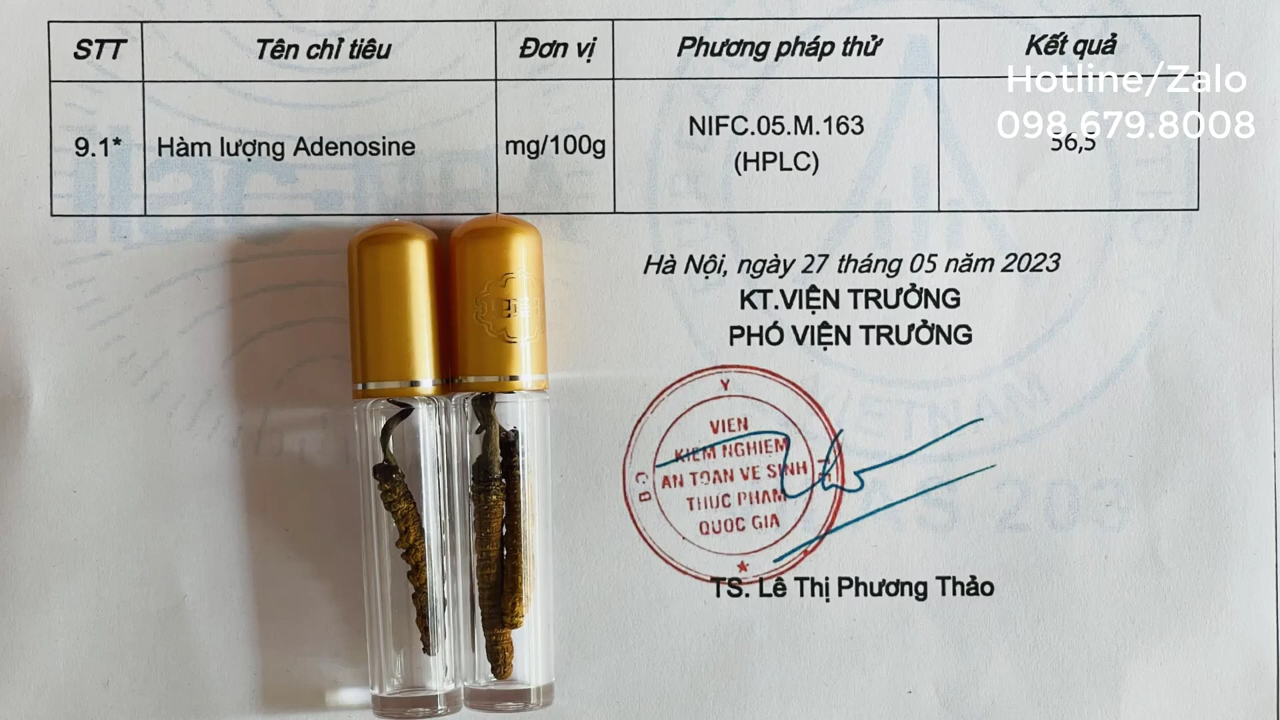 STT Tên chỉ tiêu Đơn vị Phương pháp thử Kết quả
Hotline/Zalo
098.679.8008
9.1* Hàm lượng Adenosine mg/100g NIFC.05.M.163 56,5
(HPLC)
Hà Nội, ngày 27 tháng 05 năm 2023
KT.VIỆN TRƯỞNG
PHÓ VIỆN TRƯỞNG
Y
VIEN
KIEM NGHIEM
AN TOAN VE SINH
THUC PHAM
QUOC GIA
TS. Lê Thị Phương Thảo
VIETNAM